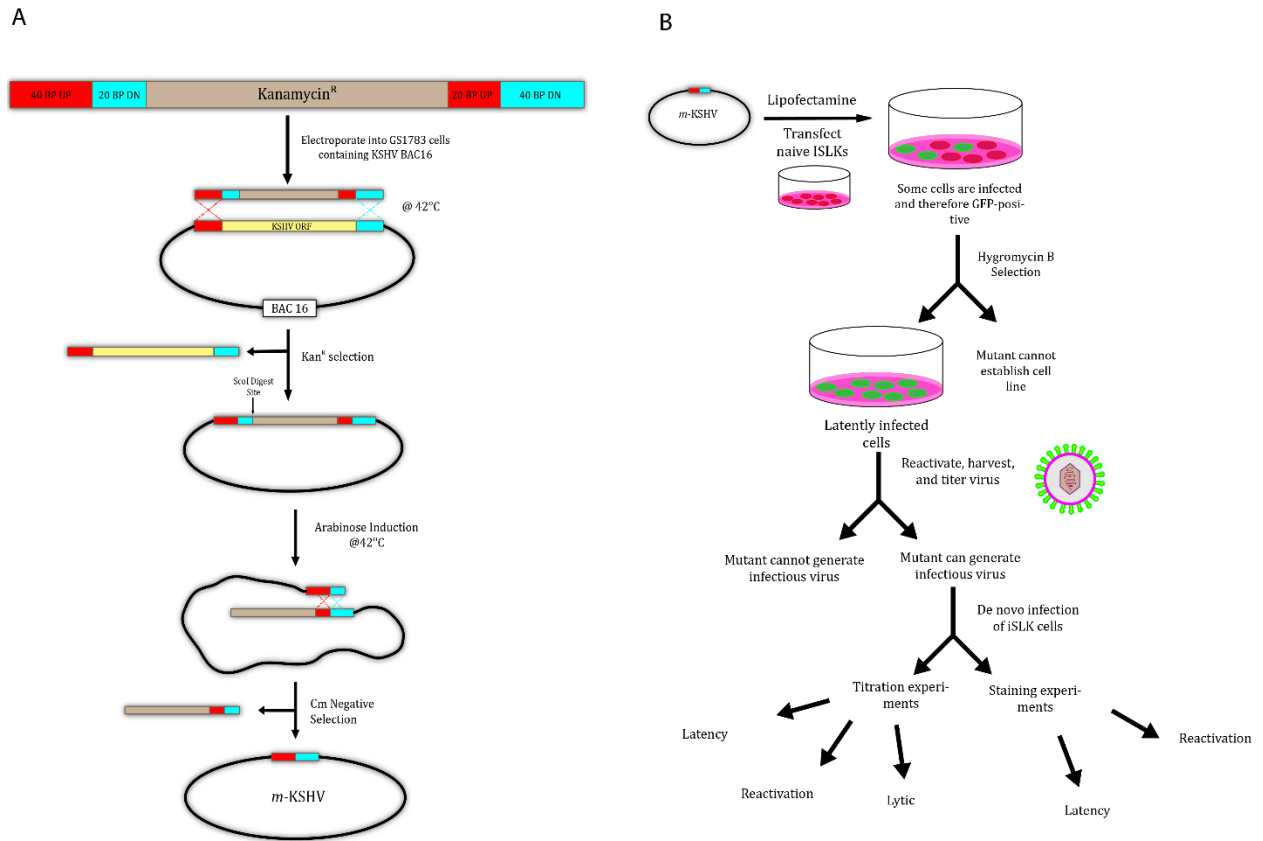 A
40 BP UP
20 BP DN
Kanamycinᴿ
20 BP UP
40 BP DN
Electroporate into GS1783 cells
containing KSHV BAC16
@ 42°C
KSHV ORF
BAC 16
Kanᴿ selection
SceI Digest
Site
Arabinose Induction
@42°C
Cm Negative
Selection
m-KSHV
B
m-KSHV
Lipofectamine
Transfect
naive ISLKs
Some cells are infected
and therefore GFP-posi-
tive
Hygromycin B
Selection
Mutant cannot
establish cell
line
Latently infected
cells
Reactivate, harvest,
and titer virus
Mutant cannot generate
infectious virus
Mutant can generate
infectious virus
De novo infection
of iSLK cells
Titration experi-
ments
Staining experi-
ments
Latency
Reactivation
Lytic
Latency
Reactivation